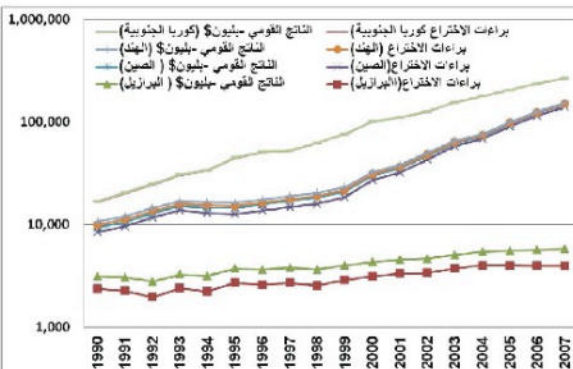 1,000,000
براءات الاختراع كوريا الجنوبية) الناتج القومي -بليون$ (كوريا الجنوبية)
براءات الاختراع (الهند) الناتج القومي -بليون$ (الهند)
براءات الاختراع(الصين) الناتج القومي -بليون$ ( الصين)
براءات الاختراع(االبرازيل) الناتج القومي -بليون$ ( البرازيل)
100,000
10,000
1,000
1990 1991 1992 1993 1994 1995 1996 1997 1998 1999 2000 2001 2002 2003 2004 2005 2006 2007